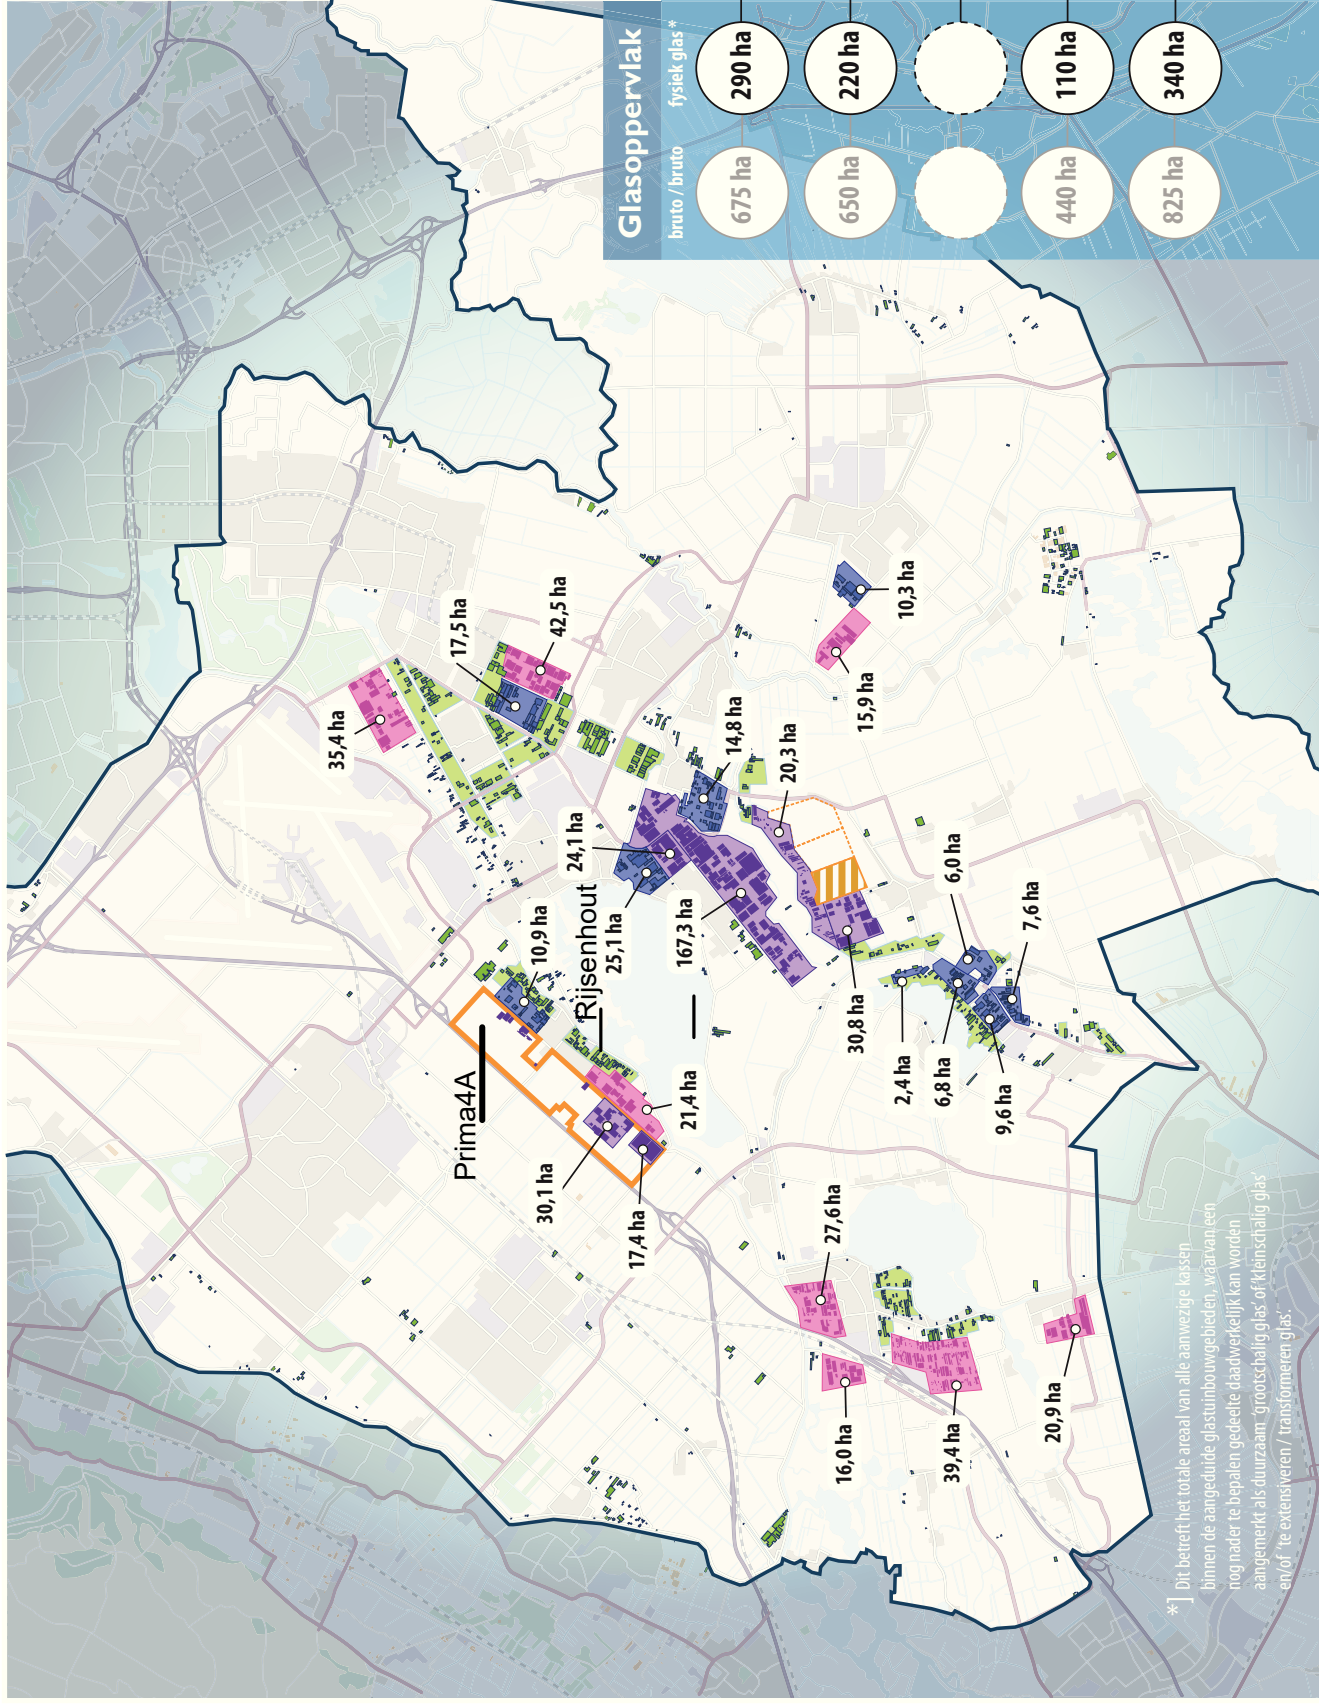 Glasoppervlak
bruto / bruto
fysiek glas *
675 ha
290 ha
650 ha
220 ha
440 ha
110 ha
825 ha
340 ha
35,4 ha
17,5 ha
42,5 ha
10,3 ha
15,9 ha
14,8 ha
20,3 ha
24,1 ha
25,1 ha
Rijsenhout
10,9 ha
167,3 ha
6,0 ha
7,6 ha
30,8 ha
2,4 ha
6,8 ha
9,6 ha
Prima4A
21,4 ha
30,1 ha
17,4 ha
27,6 ha
16,0 ha
39,4 ha
20,9 ha
*] Dit betreft het totale areaal van alle aanwezige kassen
binnen de aangeduide glastuinbouwgebieden, waarvan een
nog nader te bepalen gedeelte daadwerkelijk kan worden
aangemerkt als duurzaam ‘grootschalig glas’ of ‘kleinschalig glas’
en/of ‘te extensiveren / transformeren glas’.